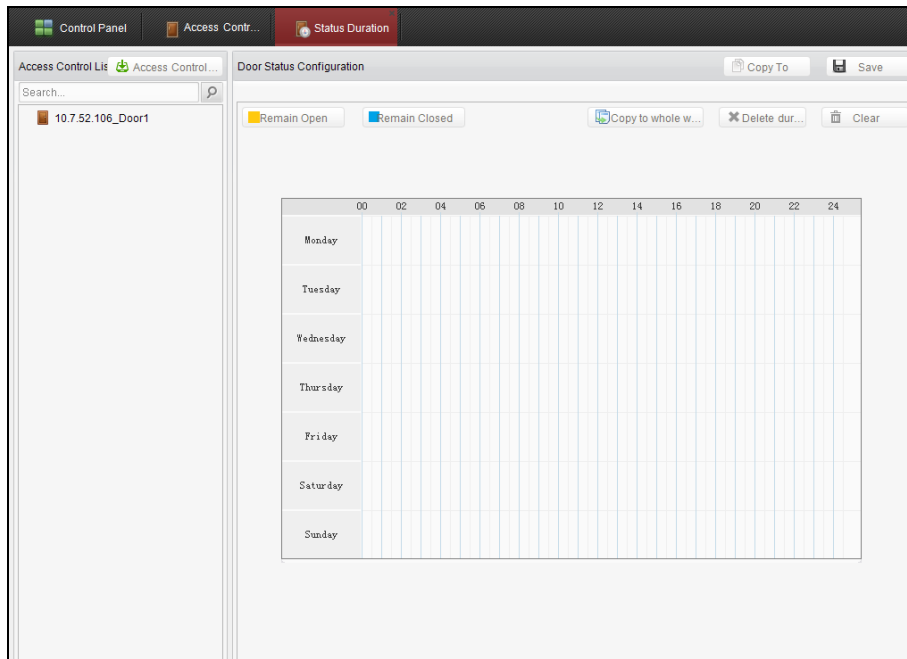 Control Panel Access Contr... Status Duration
Access Control Lis Access Control... Door Status Configuration Copy To Save
Search...
10.7.52.106_Door1 Remain Open Remain Closed Copy to whole w... Delete dur... Clear
00 02 04 06 08 10 12 14 16 18 20 22 24
Monday
Tuesday
Wednesday
Thursday
Friday
Saturday
Sunday